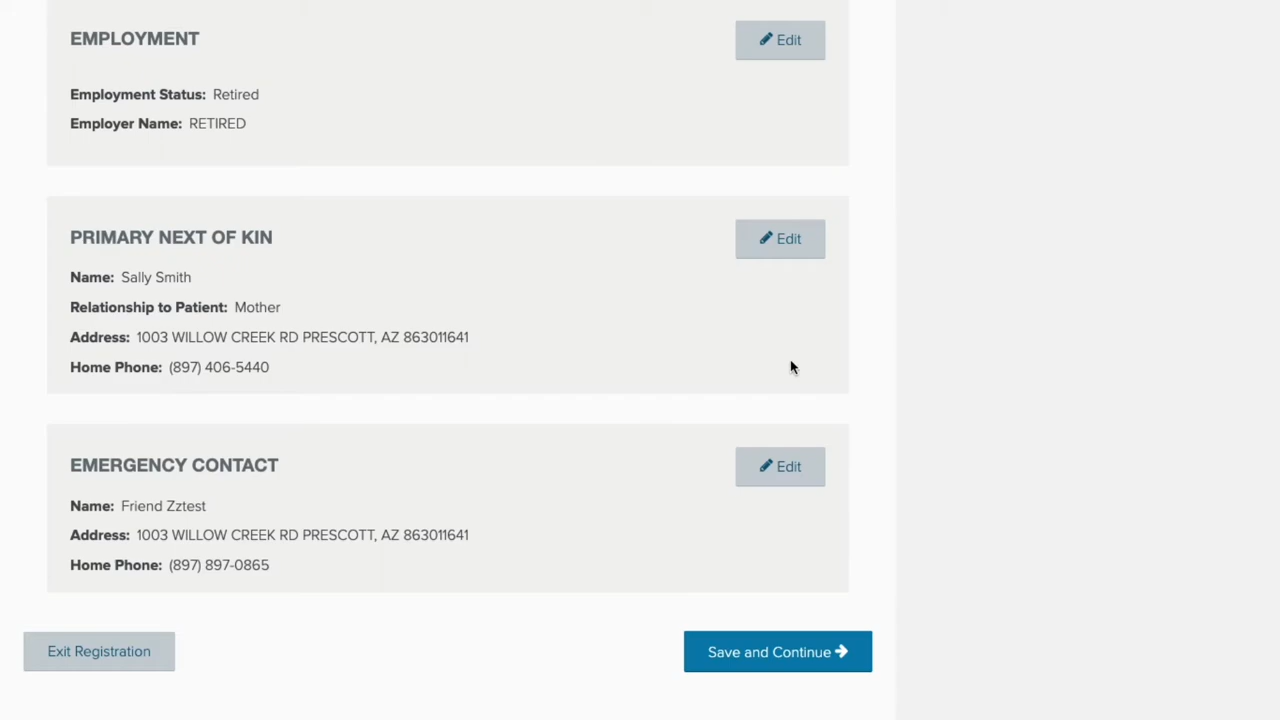 EMPLOYMENT
Edit
Employment Status: Retired
Employer Name: RETIRED
PRIMARY NEXT OF KIN
Edit
Name: Sally Smith
Relationship to Patient: Mother
Address: 1003 WILLOW CREEK RD PRESCOTT, AZ 863011641
Home Phone: (897) 406-5440
EMERGENCY CONTACT
Edit
Name: Friend Zztest
Address: 1003 WILLOW CREEK RD PRESCOTT, AZ 863011641
Home Phone: (897) 897-0865
Exit Registration
Save and Continue